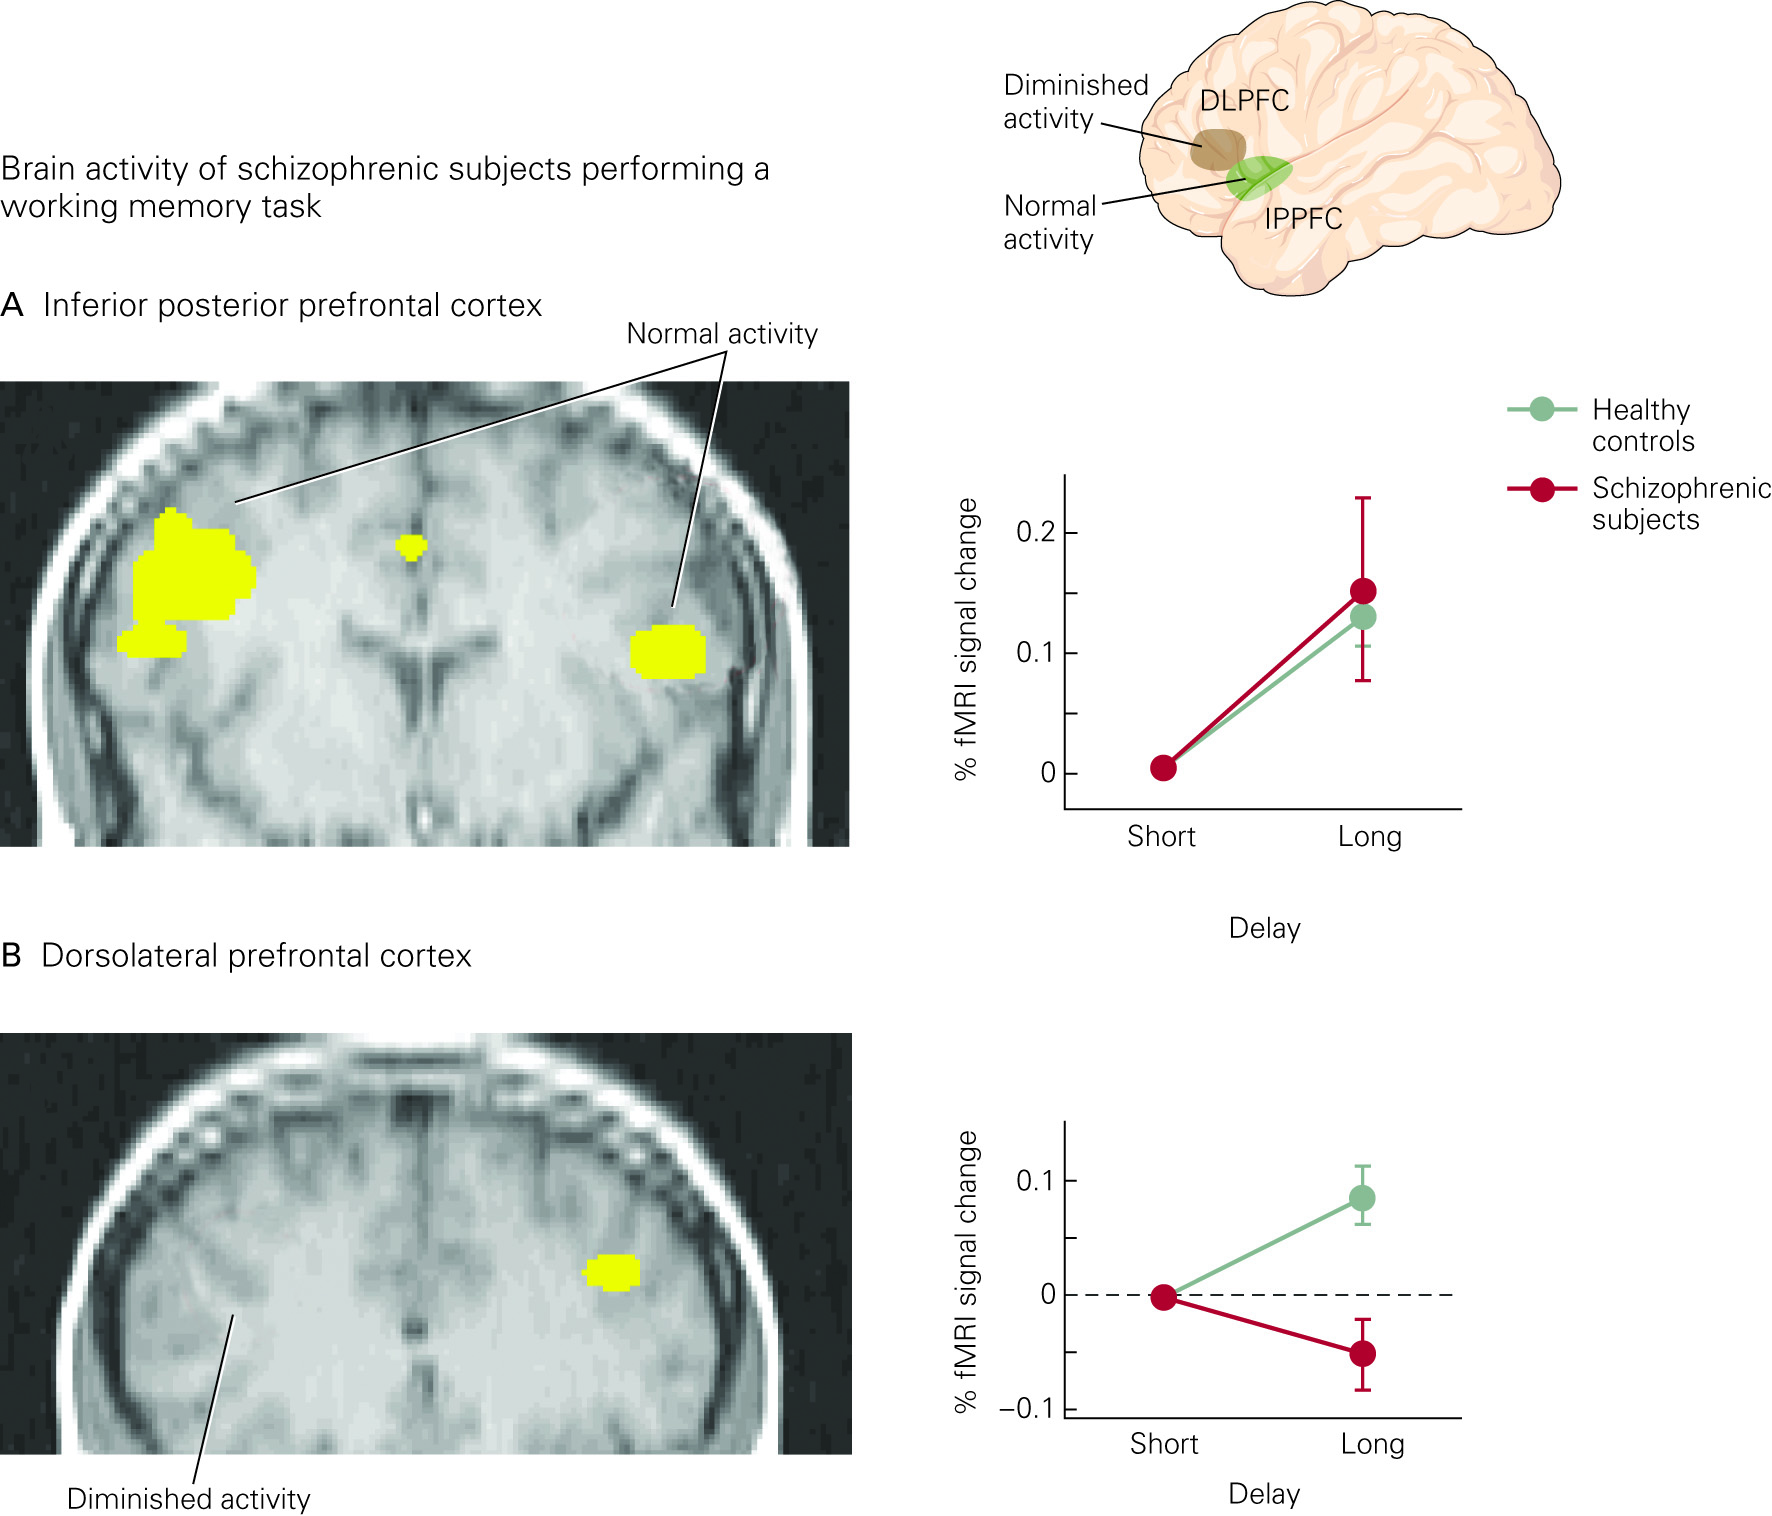 Diminished
activity
DLPFC
Normal
activity
IPPFC
Brain activity of schizophrenic subjects performing a
working memory task
A Inferior posterior prefrontal cortex
Normal activity
Healthy
controls
Schizophrenic
subjects
% fMRI signal change
0.2
0.1
0
Short
Long
Delay
B Dorsolateral prefrontal cortex
Diminished activity
% fMRI signal change
0.1
0
−0.1
Short
Long
Delay